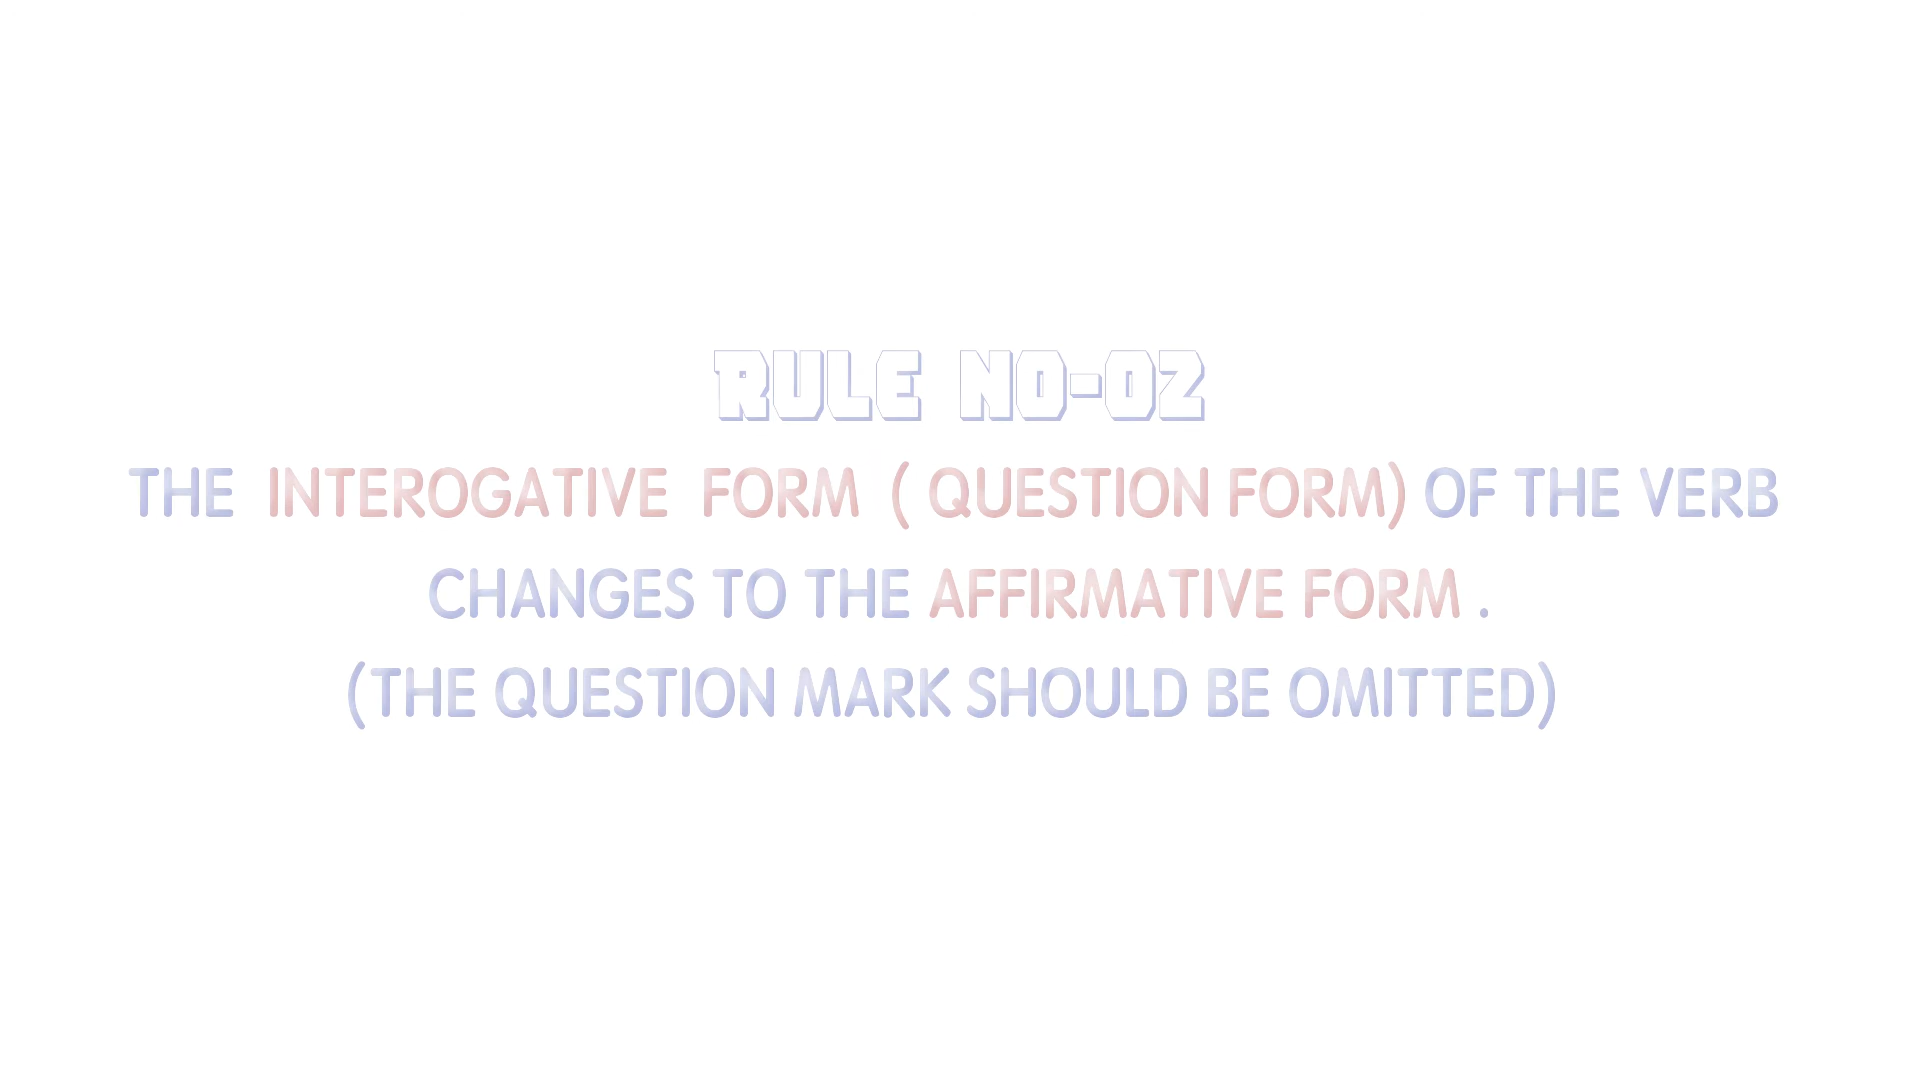 RULE NO-02
THE INTEROGATIVE FORM ( QUESTION FORM) OF THE VERB
CHANGES TO THE AFFIRMATIVE FORM .
(THE QUESTION MARK SHOULD BE OMITTED)